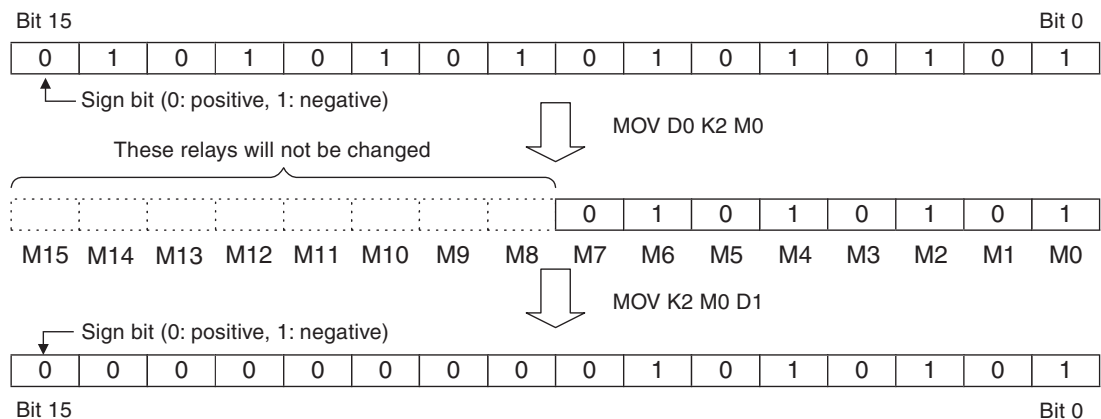 Bit 15 Bit 0
0 1 0 1 0 1 0 1 0 1 0 1 0 1 0 1
Sign bit (0: positive, 1: negative)
MOV D0 K2 M0
These relays will not be changed
0 1 0 1 0 1 0 1
M15 M14 M13 M12 M11 M10 M9 M8 M7 M6 M5 M4 M3 M2 M1 M0
MOV K2 M0 D1
Sign bit (0: positive, 1: negative)
0 0 0 0 0 0 0 0 0 1 0 1 0 1 0 1
Bit 15 Bit 0